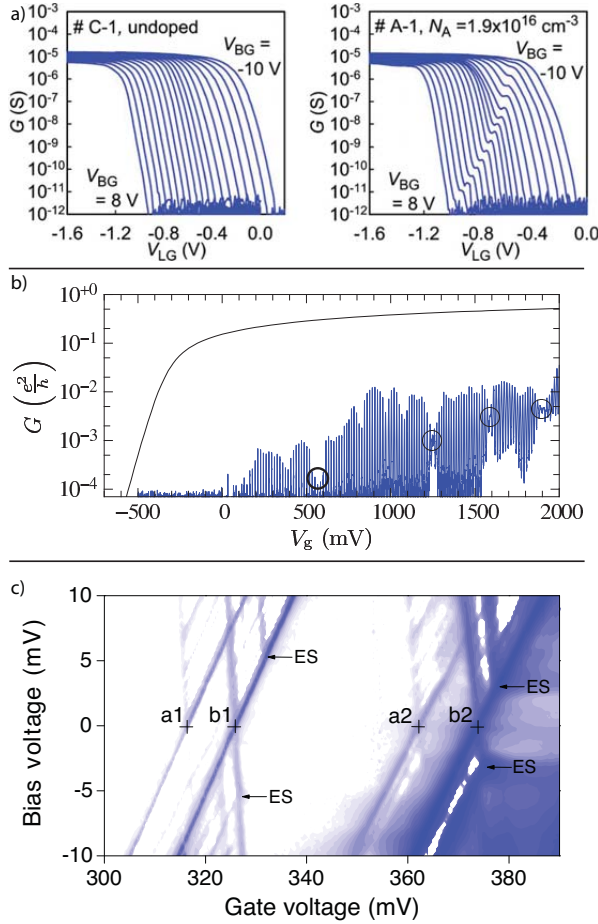 a)
# C-1, undoped
V_BG =
-10 V
V_BG
= 8 V
G (S)
10^-3
10^-4
10^-5
10^-6
10^-7
10^-8
10^-9
10^-10
10^-11
10^-12
-1.6 -1.2 -0.8 -0.4 0.0
V_LG (V)
# A-1, N_A =1.9x10^16 cm^-3
V_BG =
-10 V
V_BG
= 8 V
G (S)
10^-3
10^-4
10^-5
10^-6
10^-7
10^-8
10^-9
10^-10
10^-11
10^-12
-1.6 -1.2 -0.8 -0.4 0.0
V_LG (V)
b)
G (e^2/h)
10^0
10^-1
10^-3
10^-4
−500 0 500 1000 1500 2000
V_g (mV)
c)
Bias voltage (mV)
10
5
0
-5
-10
ES
ES
a1 b1
a2 b2
ES
ES
300 320 340 360 380
Gate voltage (mV)